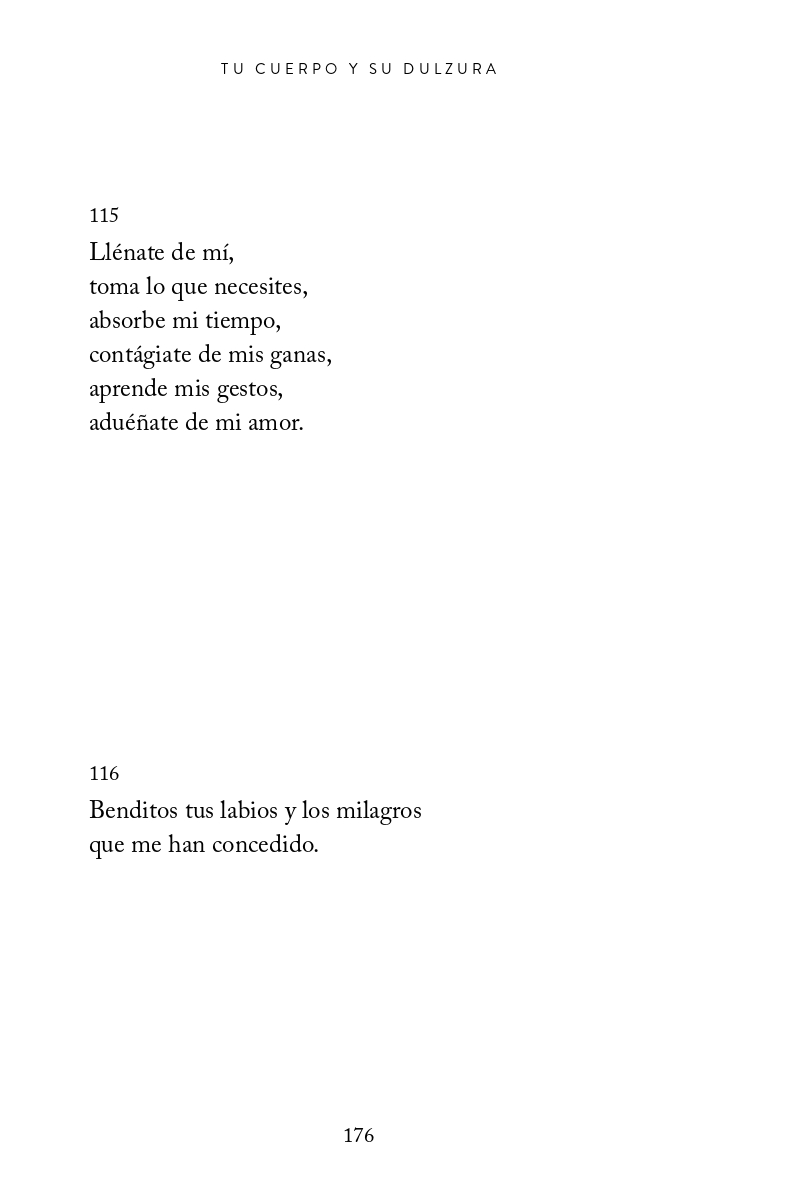 TU CUERPO Y SU DULZURA
115
Llénate de mí,
toma lo que necesites,
absorbe mi tiempo,
contágiate de mis ganas,
aprende mis gestos,
aduéñate de mi amor.
116
Benditos tus labios y los milagros
que me han concedido.
176